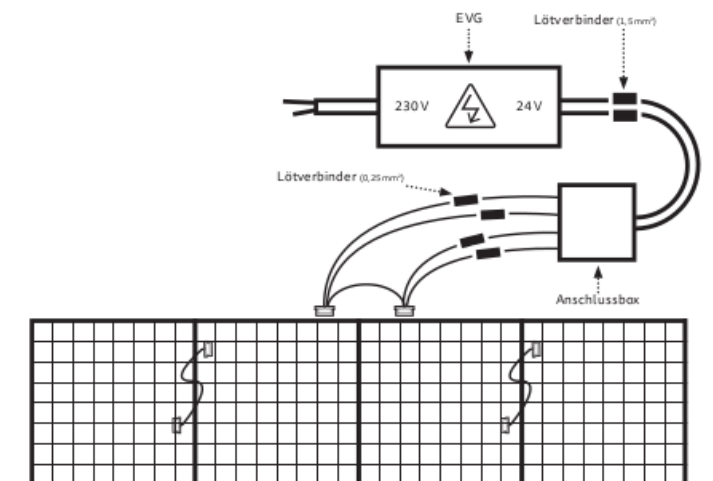 EVG
Lötverbinder (1,5mm²)
230V
24V
Lötverbinder (0,25mm²)
Anschlussbox